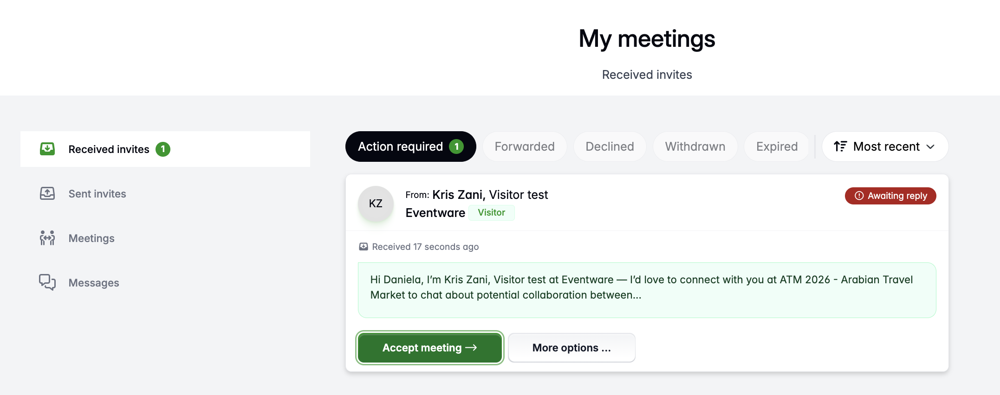 My meetings
Received invites
Received invites 1
Sent invites
Meetings
Messages
Action required 1
Forwarded
Declined
Withdrawn
Expired
Most recent
KZ
From: Kris Zani, Visitor test
Eventware Visitor
Awaiting reply
Received 17 seconds ago
Hi Daniela, I’m Kris Zani, Visitor test at Eventware — I’d love to connect with you at ATM 2026 - Arabian Travel
Market to chat about potential collaboration between...
Accept meeting →
More options ...